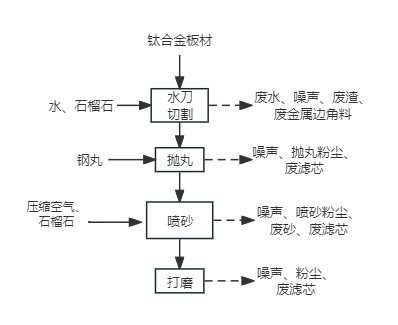 钛合金板材
水、石榴石
水刀
切割
废水、噪声、废渣、
废金属边角料
钢丸
抛丸
噪声、抛丸粉尘、
废滤芯
压缩空气、
石榴石
喷砂
噪声、喷砂粉尘、
废砂、废滤芯
打磨
噪声、粉尘、
废滤芯